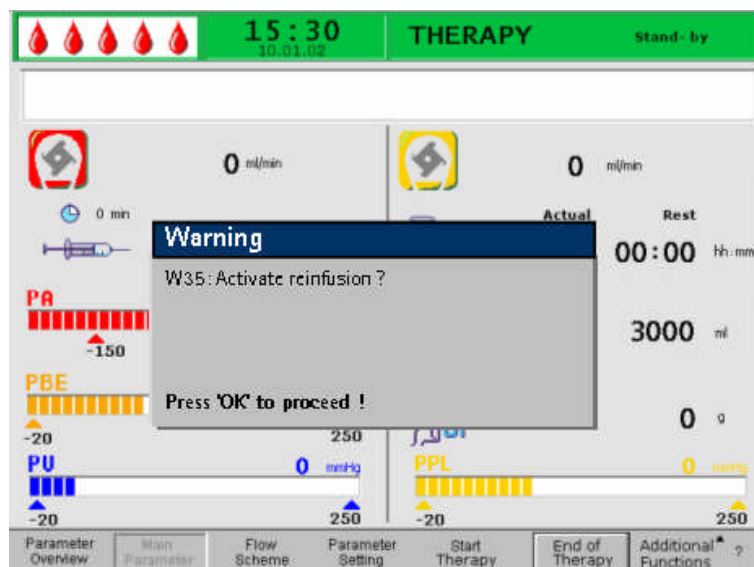 15:30
10.01.02
THERAPY
Stand-by
0 ml/min
0 ml/min
0 min
Actual Rest
Warning
W35: Activate reinfusion ?
Press 'OK' to proceed !
00:00 hh:mm
3000 ml
0 g
PA
-150
PBE
-20 250
PV 0 mmHg
-20 250
PPL 0 mmHg
-20 250
Parameter Overview
Main Parameter
Flow Scheme
Parameter Setting
Start Therapy
End of Therapy
Additional Functions
?